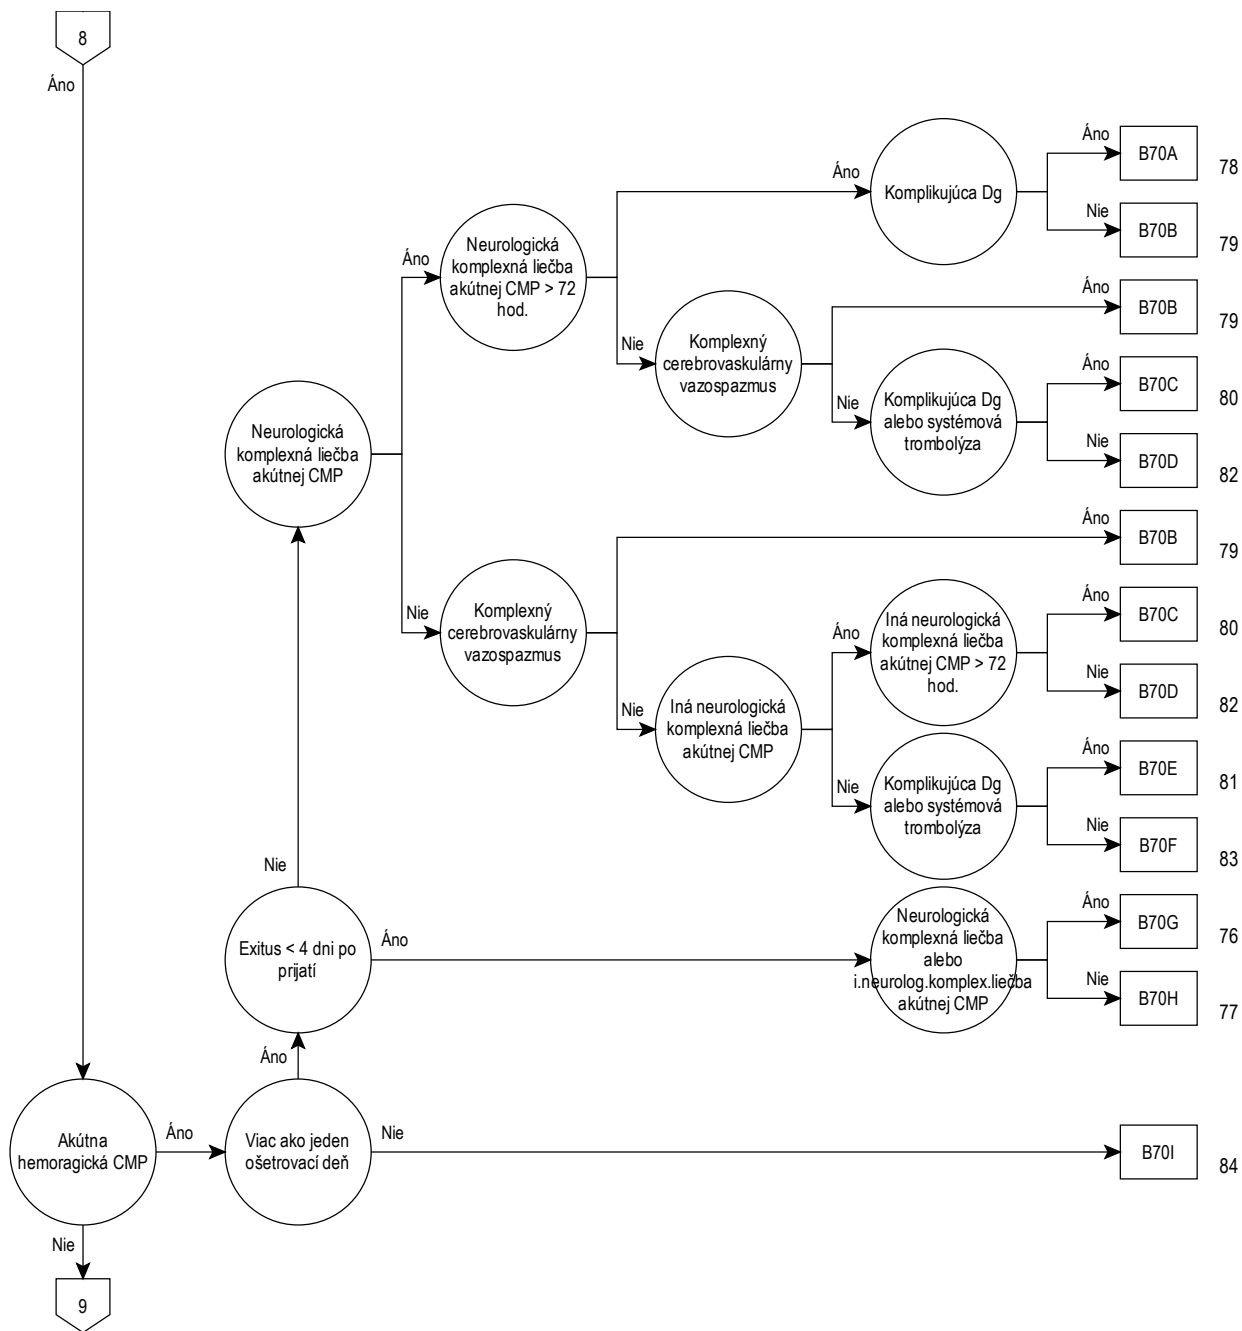 8
Áno
Áno
B70A
78
Áno
Komplikujúca Dg
Nie
B70B
79
Neurologická
komplexná liečba
akútnej CMP > 72
hod.
Áno
Áno
B70B
79
Nie
Komplexný
cerebrovaskulárny
vazospazmus
Áno
B70C
80
Nie
Komplikujúca Dg
alebo systémová
trombolýza
Nie
B70D
82
Neurologická
komplexná liečba
akútnej CMP
Áno
B70B
79
Nie
Komplexný
cerebrovaskulárny
vazospazmus
Áno
Iná neurologická
komplexná liečba
akútnej CMP > 72
hod.
Áno
B70C
80
Nie
B70D
82
Nie
Iná neurologická
komplexná liečba
akútnej CMP
Áno
B70E
81
Nie
Komplikujúca Dg
alebo systémová
trombolýza
Nie
B70F
83
Nie
Exitus < 4 dni po
prijatí
Áno
Neurologická
komplexná liečba
alebo
i.neurolog.komplex.liečba
akútnej CMP
Áno
B70G
76
Nie
B70H
77
Áno
Akútna
hemoragická CMP
Áno
Viac ako jeden
ošetrovací deň
Nie
B70I
84
Nie
9